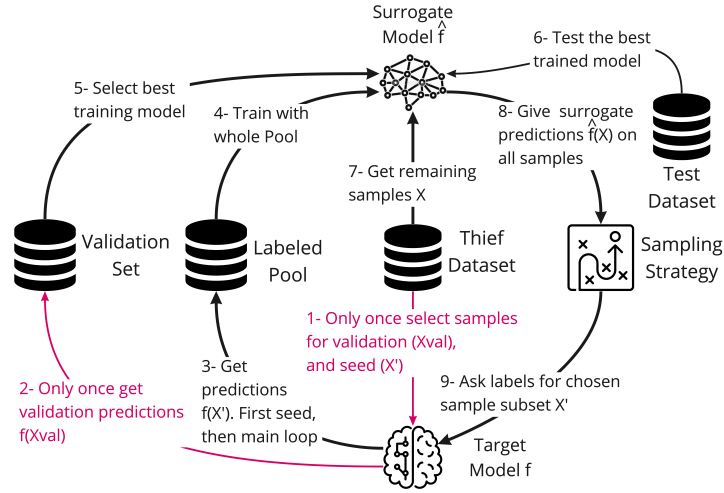 Surrogate
Model f̂
6- Test the best
trained model
5- Select best
training model
4- Train with
whole Pool
8- Give surrogate
predictions f̂(X) on
all samples
7- Get remaining
samples X
Test
Dataset
Validation
Set
Labeled
Pool
Thief
Dataset
Sampling
Strategy
1- Only once select samples
for validation (Xval),
and seed (X')
3- Get
predictions
f(X'). First seed,
then main loop
2- Only once get
validation predictions
f(Xval)
9- Ask labels for chosen
sample subset X'
Target
Model f